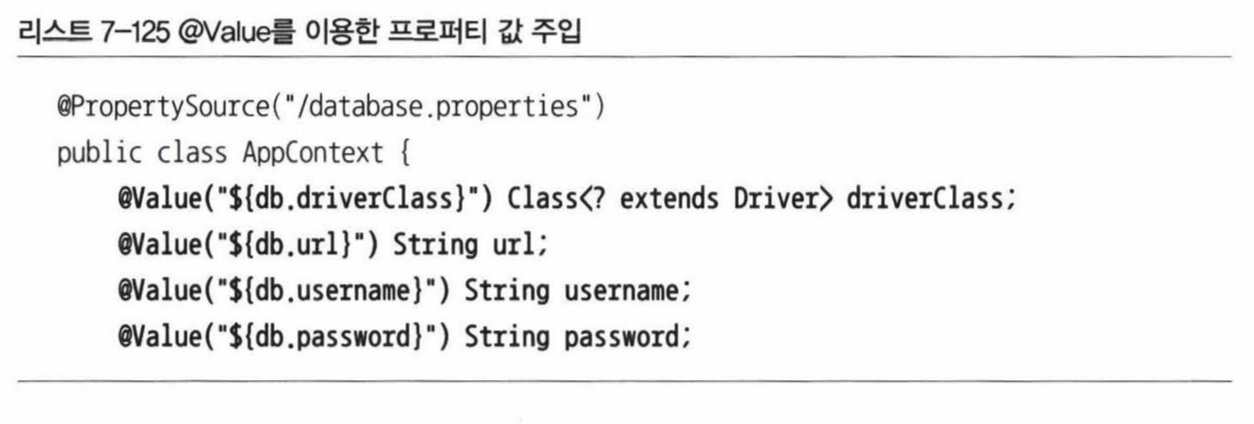 리스트 7-125 @Value를 이용한 프로퍼티 값 주입
@PropertySource("/database.properties")
public class AppContext {
@Value("${db.driverClass}") Class<? extends Driver> driverClass;
@Value("${db.url}") String url;
@Value("${db.username}") String username;
@Value("${db.password}") String password;